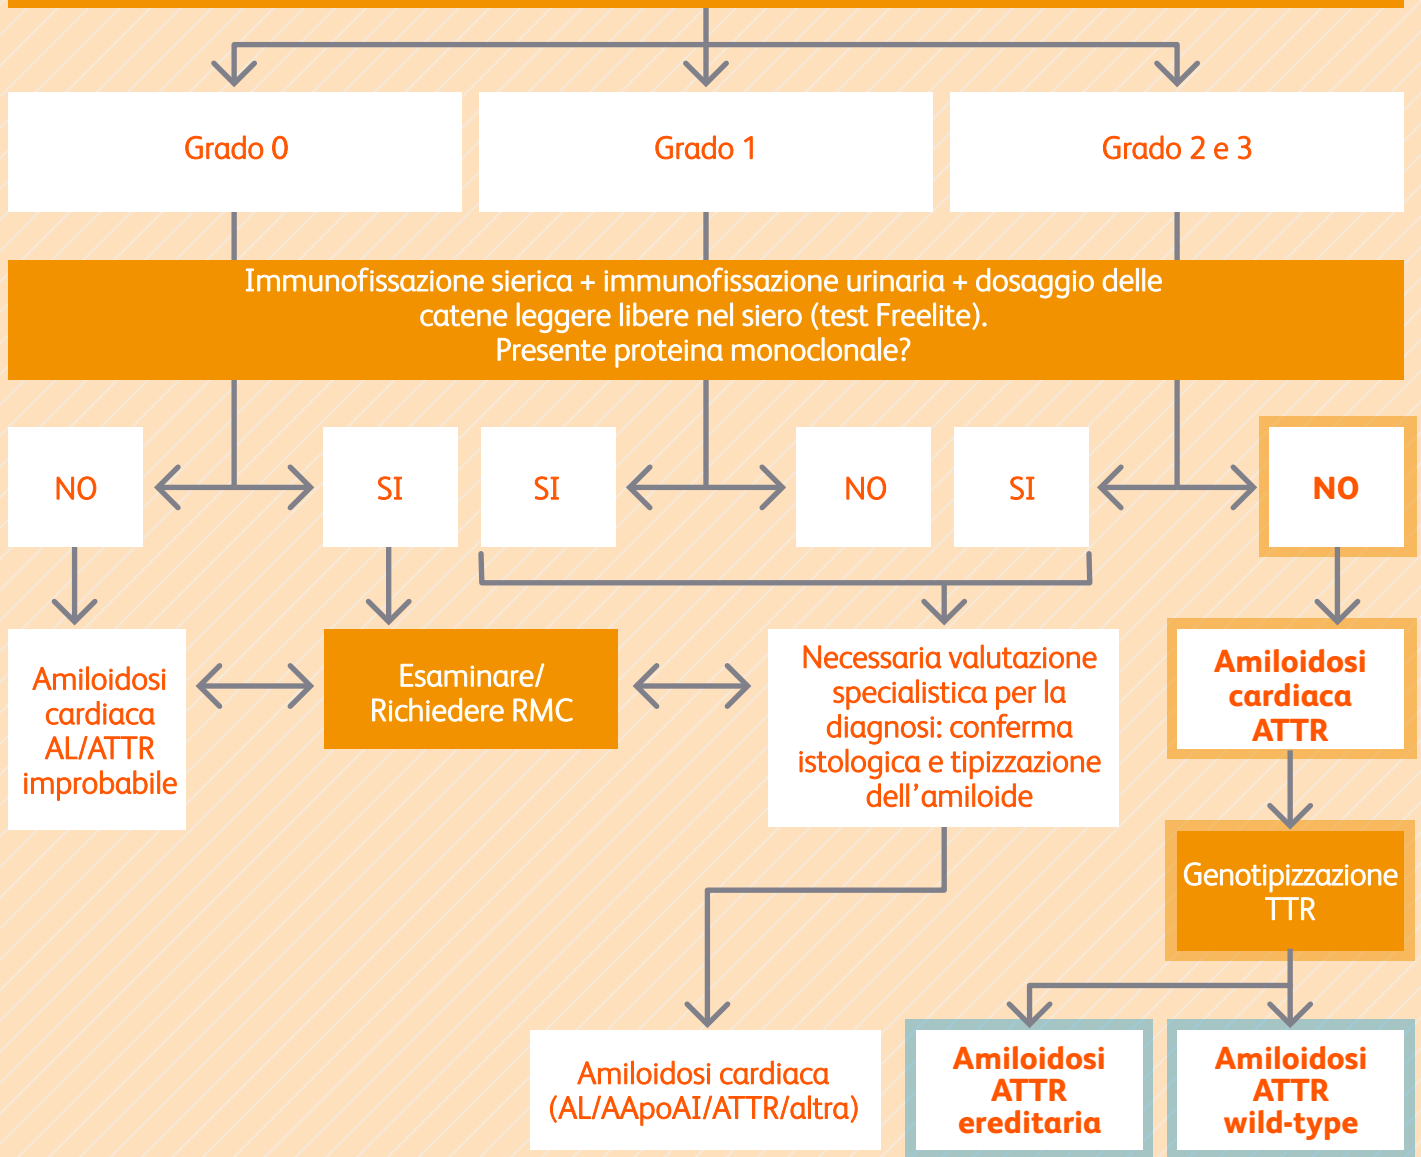 Grado 0
Grado 1
Grado 2 e 3
Immunofissazione sierica + immunofissazione urinaria + dosaggio delle
catene leggere libere nel siero (test Freelite).
Presente proteina monoclonale?
NO
SI
SI
NO
SI
NO
Amiloidosi
cardiaca
AL/ATTR
improbabile
Esaminare/
Richiedere RMC
Necessaria valutazione
specialistica per la
diagnosi: conferma
istologica e tipizzazione
dell’amiloide
Amiloidosi
cardiaca
ATTR
Genotipizzazione
TTR
Amiloidosi cardiaca
(AL/AApoAI/ATTR/altra)
Amiloidosi
ATTR
ereditaria
Amiloidosi
ATTR
wild-type